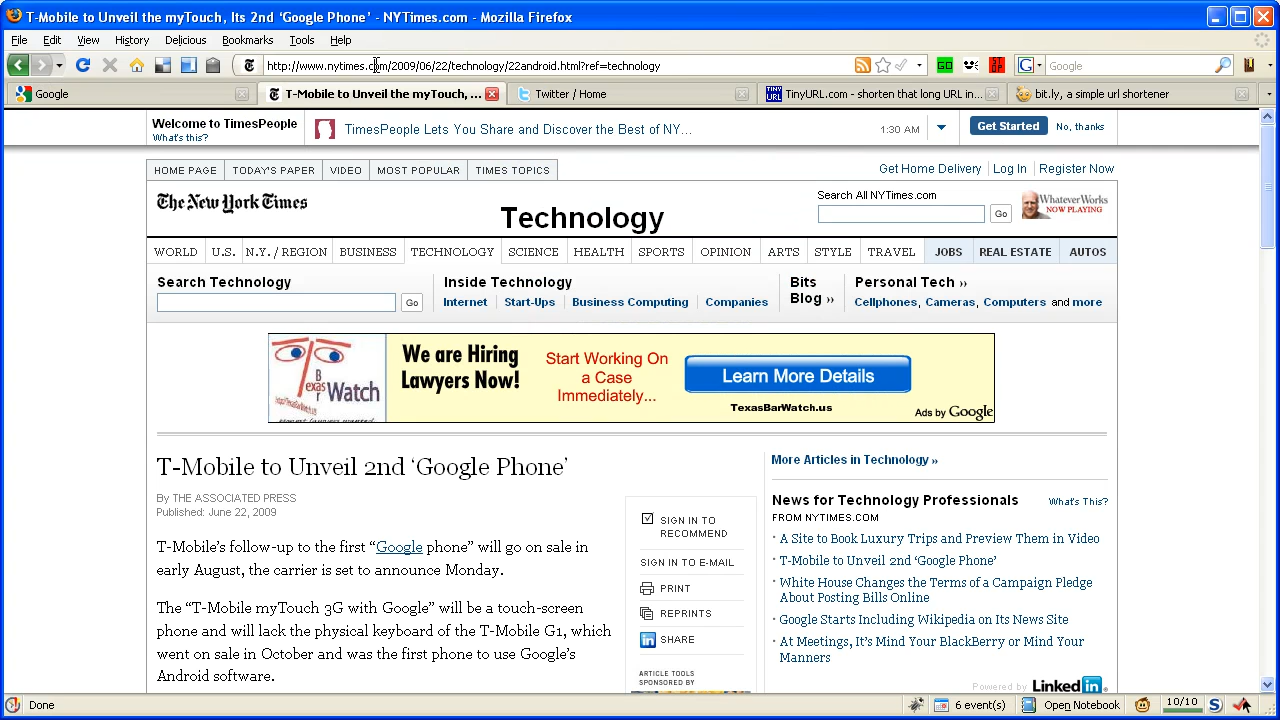 T-Mobile to Unveil the myTouch, Its 2nd ‘Google Phone’ - NYTimes.com - Mozilla Firefox
File Edit View History Delicious Bookmarks Tools Help
http://www.nytimes.com/2009/06/22/technology/22android.html?ref=technology
GO
Google
Google
T-Mobile to Unveil the myTouch, ...
Twitter / Home
TinyURL.com - shorten that long URL in...
bit.ly, a simple url shortener
Welcome to TimesPeople
What's this?
TimesPeople Lets You Share and Discover the Best of NY...
1:30 AM
Get Started
No, thanks
HOME PAGE
TODAY'S PAPER
VIDEO
MOST POPULAR
TIMES TOPICS
Get Home Delivery
Log In
Register Now
The New York Times
Technology
Search All NYTimes.com
Go
WhateverWorks
NOW PLAYING
WORLD
U.S.
N.Y. / REGION
BUSINESS
TECHNOLOGY
SCIENCE
HEALTH
SPORTS
OPINION
ARTS
STYLE
TRAVEL
JOBS
REAL ESTATE
AUTOS
Search Technology
Go
Inside Technology
Internet
Start-Ups
Business Computing
Companies
Bits
Blog »
Personal Tech »
Cellphones, Cameras, Computers and more
Texas Bar Watch
We are Hiring
Lawyers Now!
Start Working On
a Case
Immediately...
Learn More Details
TexasBarWatch.us
Ads by Google
T-Mobile to Unveil 2nd ‘Google Phone’
By THE ASSOCIATED PRESS
Published: June 22, 2009
T-Mobile’s follow-up to the first “Google phone” will go on sale in
early August, the carrier is set to announce Monday.
The “T-Mobile myTouch 3G with Google” will be a touch-screen
phone and will lack the physical keyboard of the T-Mobile G1, which
went on sale in October and was the first phone to use Google’s
Android software.
SIGN IN TO
RECOMMEND
SIGN IN TO E-MAIL
PRINT
REPRINTS
SHARE
ARTICLE TOOLS
SPONSORED BY
More Articles in Technology »
News for Technology Professionals
What's This?
FROM NYTIMES.COM
· A Site to Book Luxury Trips and Preview Them in Video
· T-Mobile to Unveil 2nd ‘Google Phone’
· White House Changes the Terms of a Campaign Pledge
About Posting Bills Online
· Google Starts Including Wikipedia on Its News Site
· At Meetings, It’s Mind Your BlackBerry or Mind Your
Manners
Powered by LinkedIn
Done
6 event(s)
Open Notebook
10/10